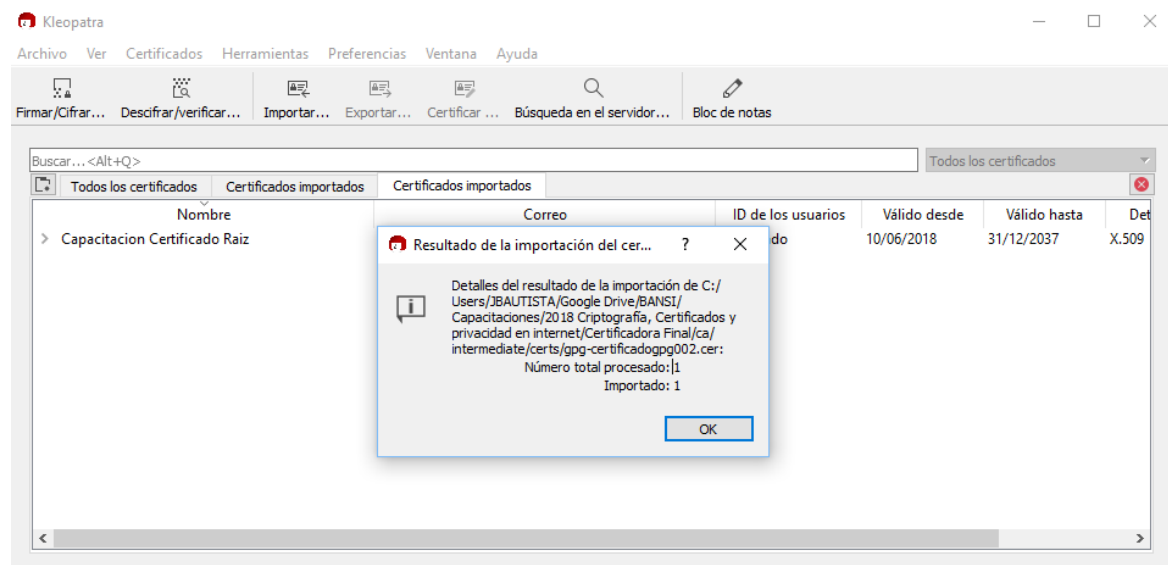 Kleopatra
Archivo Ver Certificados Herramientas Preferencias Ventana Ayuda
Firmar/Cifrar... Descifrar/verificar... Importar... Exportar... Certificar ... Búsqueda en el servidor... Bloc de notas
Buscar...<Alt+Q> Todos los certificados
Todos los certificados Certificados importados Certificados importados
Nombre Correo ID de los usuarios Válido desde Válido hasta Det
Capacitacion Certificado Raiz do 10/06/2018 31/12/2037 X.509
Resultado de la importación del cer... ?
Detalles del resultado de la importación de C:/
Users/JBAUTISTA/Google Drive/BANSI/
Capacitaciones/2018 Criptografía, Certificados y
privacidad en internet/Certificadora Final/ca/
intermediate/certs/gpg-certificadogpg002.cer:
Número total procesado: 1
Importado: 1
OK